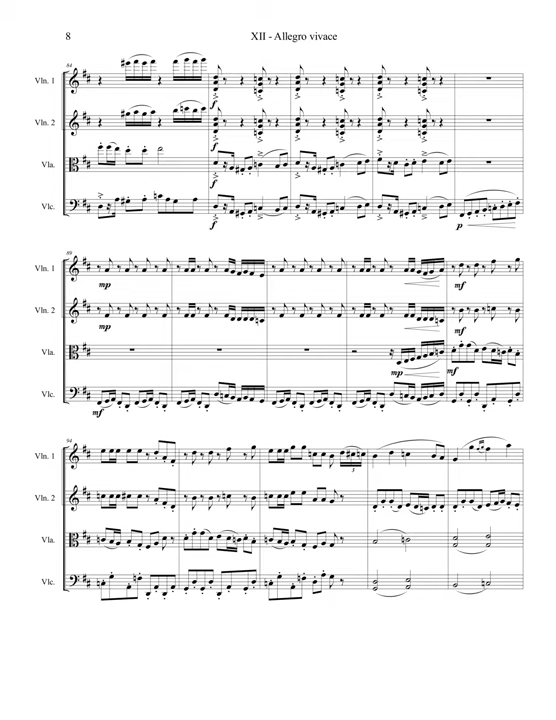 8 XII - Allegro vivace
84
Vln. 1
Vln. 2
f
Vla.
f
Vlc.
f p
89
Vln. 1
mp mf
Vln. 2
mp mf
Vla.
mp mf
Vlc.
mf
94
Vln. 1
3
Vln. 2
Vla.
Vlc.